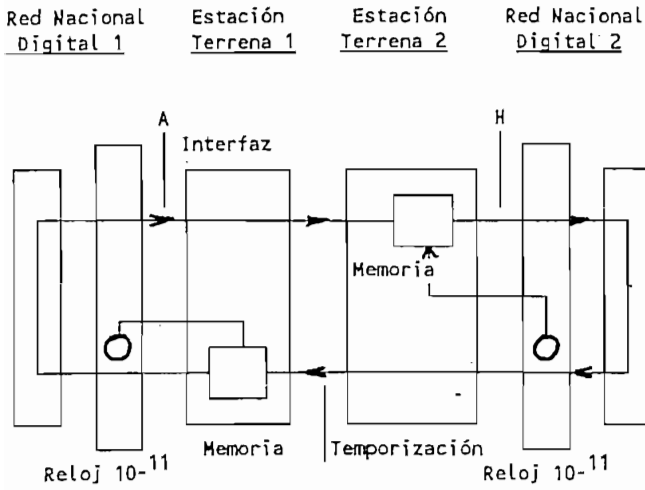 Red Nacional Estación Estación Red Nacional
Digital 1 Terrena 1 Terrena 2 Digital 2
A
H
Interfaz
Memoria
Memoria
Temporización
Reloj 10-11
Reloj 10-11